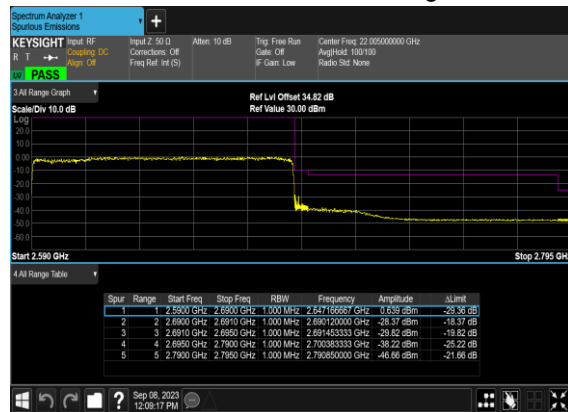 Spectrum Analyzer 1
Spurious Emissions
KEYSIGHT Input: RF Input Z: 50 Ω Atten: 10 dB Trig: Free Run Center Freq: 22.005000000 GHz
R T Coupling: DC Corrections: Off Gate: Off Avg|Hold: 100/100
Align: Off Freq Ref: Int (S) IF Gain: Low Radio Std: None
PASS
3 All Range Graph
Ref Lvl Offset 34.82 dB
Scale/Div 10.0 dB Ref Value 30.00 dBm
Log
20.0
10.0
0.00
-10.0
-20.0
-30.0
-40.0
-50.0
-60.0
Start 2.590 GHz Stop 2.795 GH
4 All Range Table
Spur Range Start Freq Stop Freq RBW Frequency Amplitude ΔLimit
1 1 2.5900 GHz 2.6900 GHz 1.000 MHz 2.647166667 GHz 0.639 dBm -29.36 dB
2 2 2.6900 GHz 2.6910 GHz 1.000 MHz 2.690120000 GHz -28.37 dBm -18.37 dB
3 3 2.6910 GHz 2.6950 GHz 1.000 MHz 2.691453333 GHz -29.82 dBm -19.82 dB
4 4 2.6950 GHz 2.7900 GHz 1.000 MHz 2.700383333 GHz -38.22 dBm -25.22 dB
5 5 2.7900 GHz 2.7950 GHz 1.000 MHz 2.790850000 GHz -46.66 dBm -21.66 dB
Sep 08, 2023
12:09:17 PM